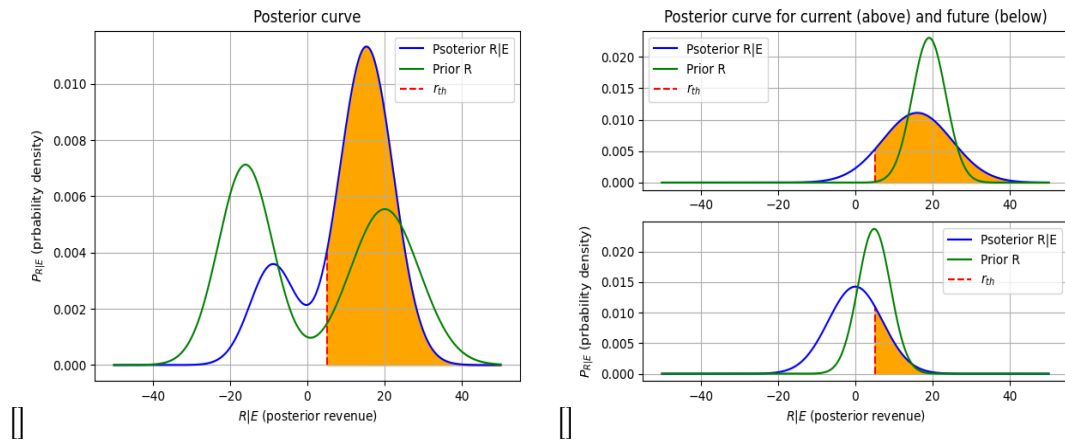 Posterior curve
Psoterior R|E
Prior R
r_th
0.010
0.008
0.006
0.004
0.002
0.000
P_R|E (prbability density)
−40 −20 0 20 40
R|E (posterior revenue)
[]
Posterior curve for current (above) and future (below)
Psoterior R|E
Prior R
r_th
0.020
0.015
0.010
0.005
0.000
−40 −20 0 20 40
Psoterior R|E
Prior R
r_th
0.020
0.015
0.010
0.005
0.000
P_R|E (prbability density)
−40 −20 0 20 40
R|E (posterior revenue)
[]